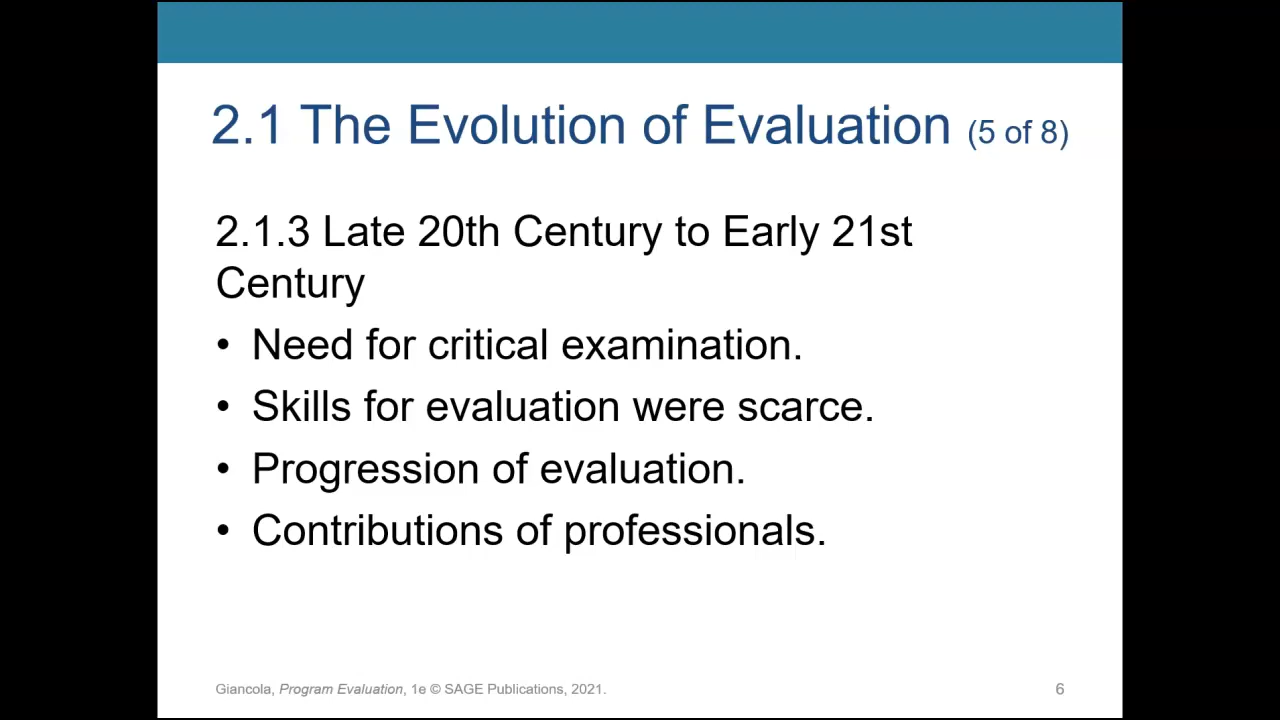 2.1 The Evolution of Evaluation (5 of 8)
2.1.3 Late 20th Century to Early 21st
Century
• Need for critical examination.
• Skills for evaluation were scarce.
• Progression of evaluation.
• Contributions of professionals.
Giancola, Program Evaluation, 1e © SAGE Publications, 2021.
6